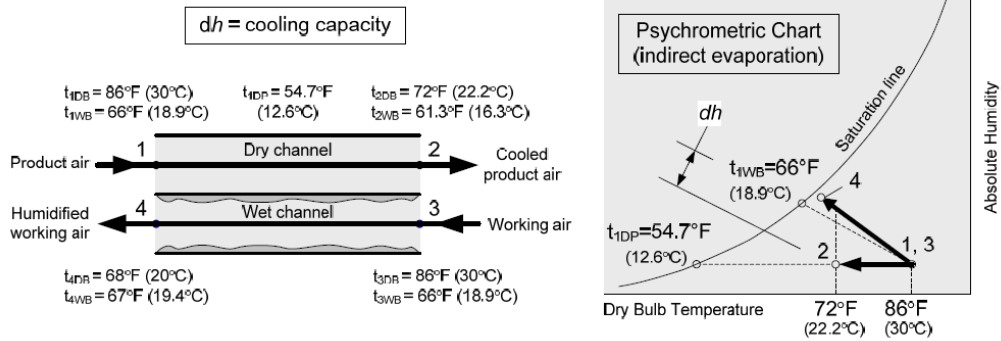 dh = cooling capacity
t1DB = 86°F (30°C)
t1WB = 66°F (18.9°C)
t1DP = 54.7°F
(12.6°C)
t2DB = 72°F (22.2°C)
t2WB = 61.3°F (16.3°C)
Product air
1
Dry channel
2
Cooled
product air
Humidified
working air
4
Wet channel
3
Working air
t4DB = 68°F (20°C)
t4WB = 67°F (19.4°C)
t3DB = 86°F (30°C)
t3WB = 66°F (18.9°C)
Psychrometric Chart
(indirect evaporation)
Saturation line
dh
t1WB=66°F
(18.9°C)
4
t1DP=54.7°F
(12.6°C)
2
1, 3
Dry Bulb Temperature
72°F
(22.2°C)
86°F
(30°C)
Absolute Humidity